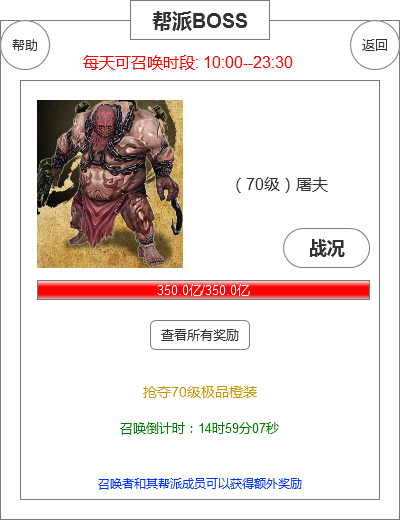 帮派BOSS
帮助
返回
每天可召唤时段: 10:00--23:30
（70级）屠夫
战况
350.0亿/350.0亿
查看所有奖励
抢夺70级极品橙装
召唤倒计时：14时59分07秒
召唤者和其帮派成员可以获得额外奖励